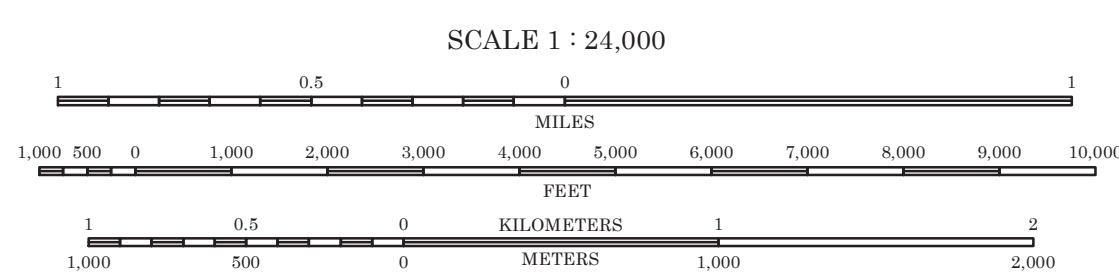 SCALE 1 : 24,000
1 0.5 0 1
MILES
1,000 500 0 1,000 2,000 3,000 4,000 5,000 6,000 7,000 8,000 9,000 10,000
FEET
1 0.5 0 KILOMETERS 1 2
1,000 500 0 METERS 1,000 2,000